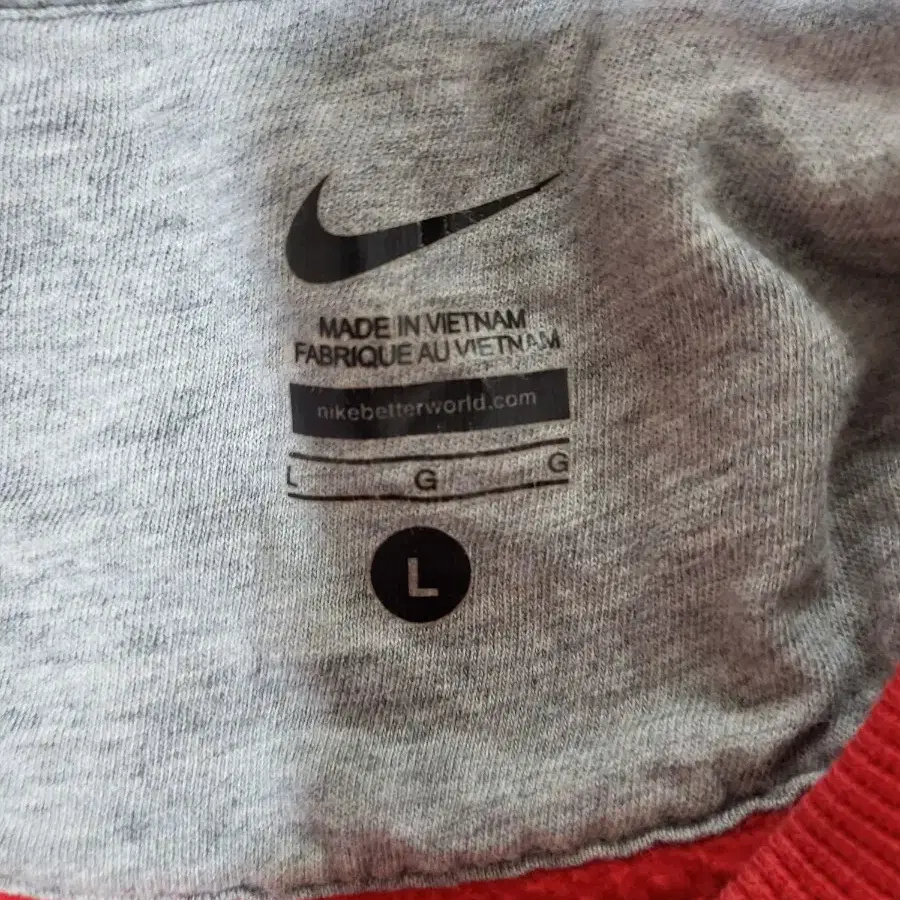 MADE IN VIETNAM
FABRIQUE AU VIETNAM
nikebetterworld.com
L G G
L